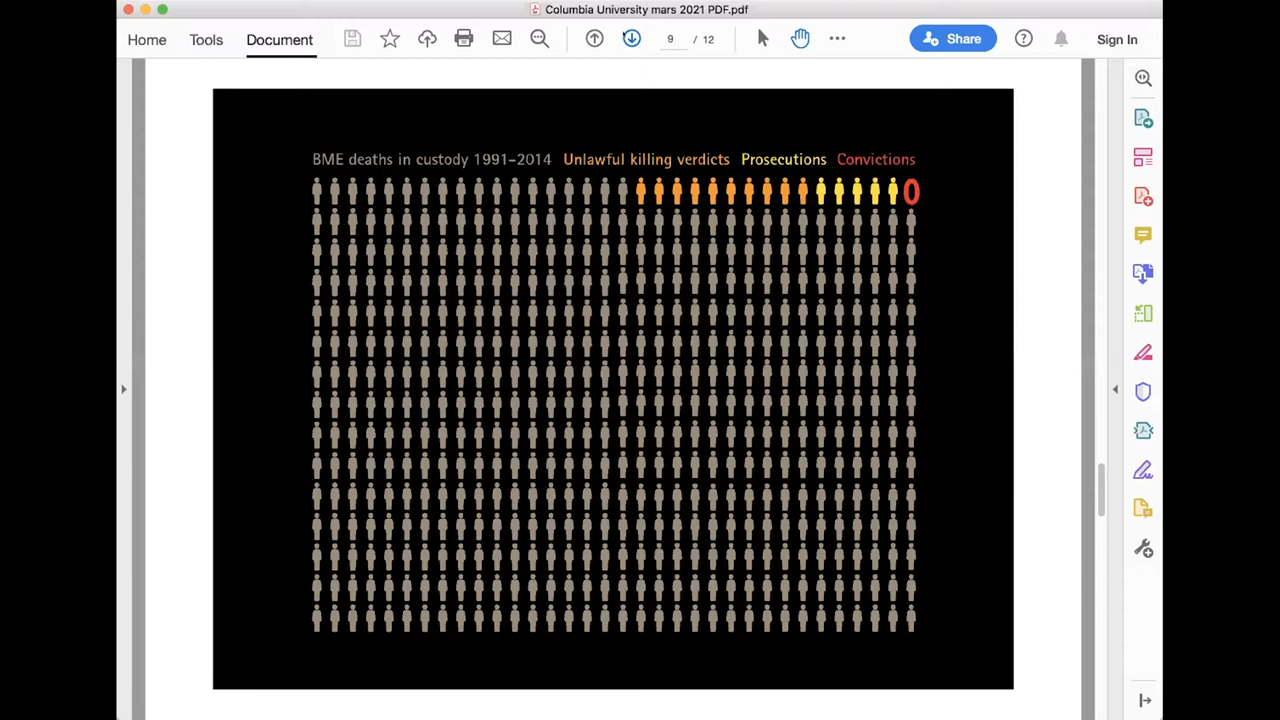 Columbia University mars 2021 PDF.pdf
Home Tools Document 9 / 12 Share Sign In
BME deaths in custody 1991–2014 Unlawful killing verdicts Prosecutions Convictions
0